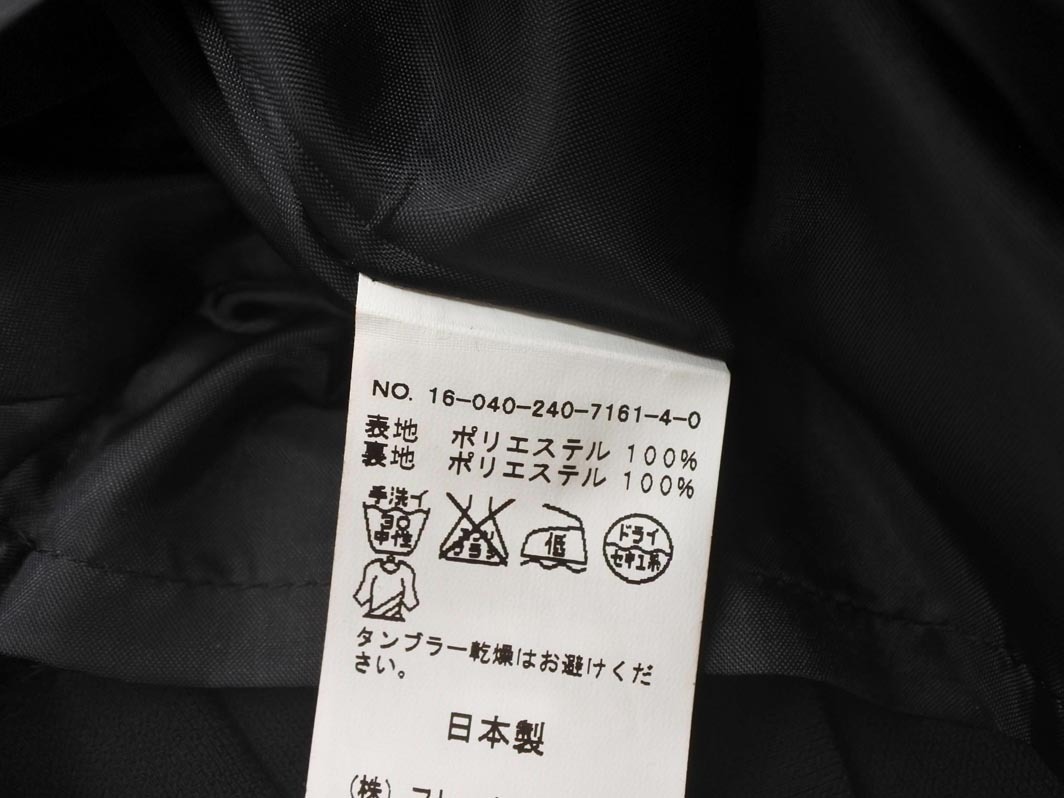 NO. 16-040-240-7161-4-0
表地 ポリエステル 100%
裏地 ポリエステル 100%
手洗イ
30
中性
低
ドライ
セキユ系
タンブラー乾燥はお避けくだ
さい。
日本製
(株)